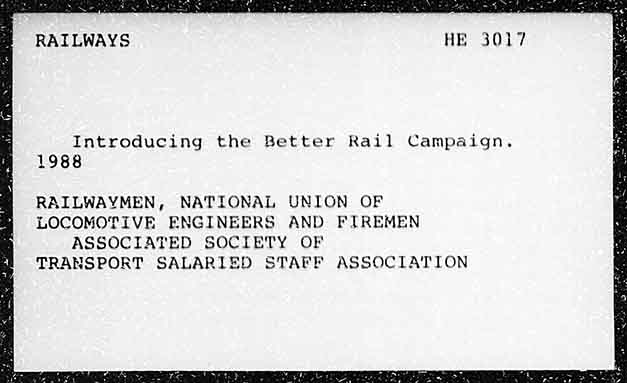 RAILWAYS HE 3017
Introducing the Better Rail Campaign.
1988
RAILWAYMEN, NATIONAL UNION OF
LOCOMOTIVE ENGINEERS AND FIREMEN
ASSOCIATED SOCIETY OF
TRANSPORT SALARIED STAFF ASSOCIATION